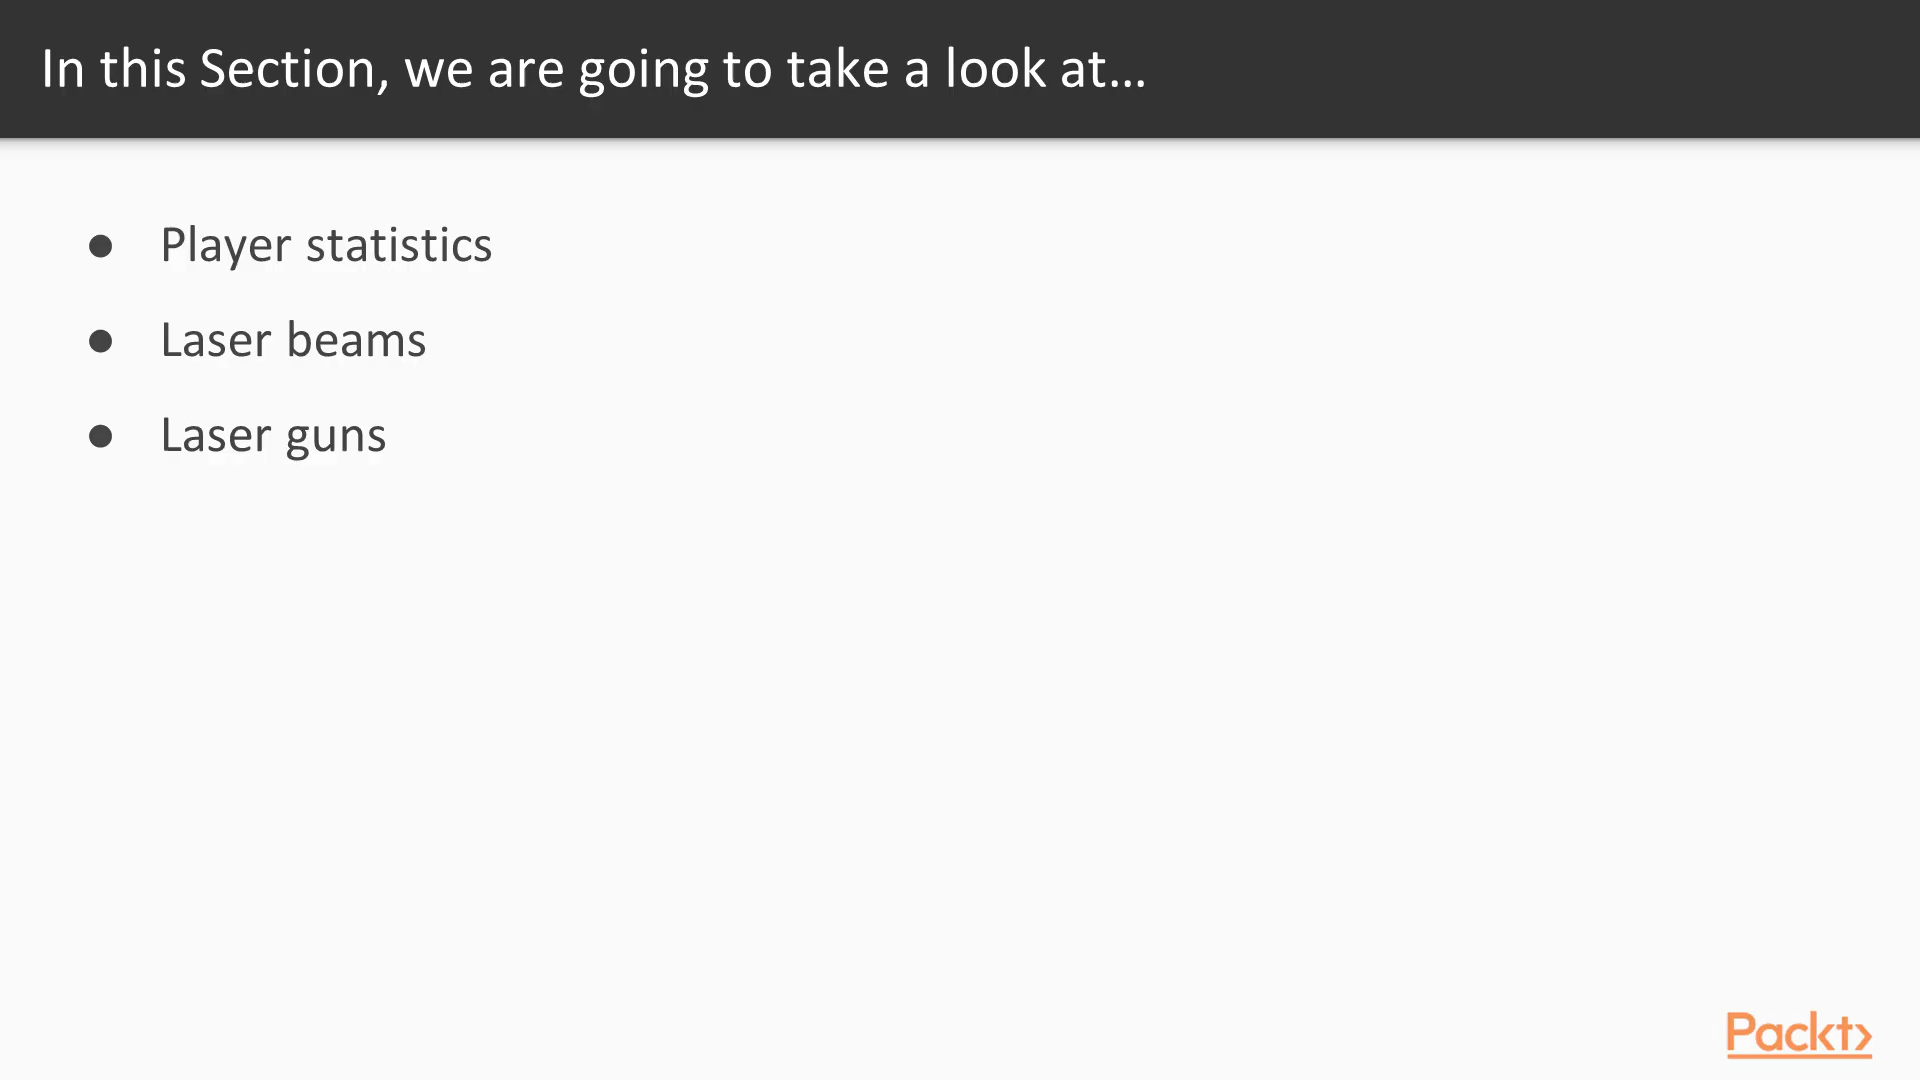 In this Section, we are going to take a look at...
● Player statistics
● Laser beams
● Laser guns
Packt>